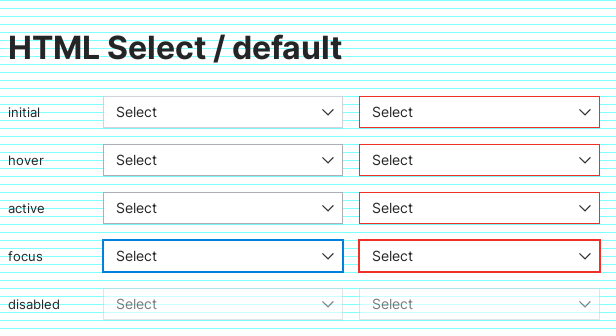 HTML Select / default
initial Select Select
hover Select Select
active Select Select
focus Select Select
disabled Select Select